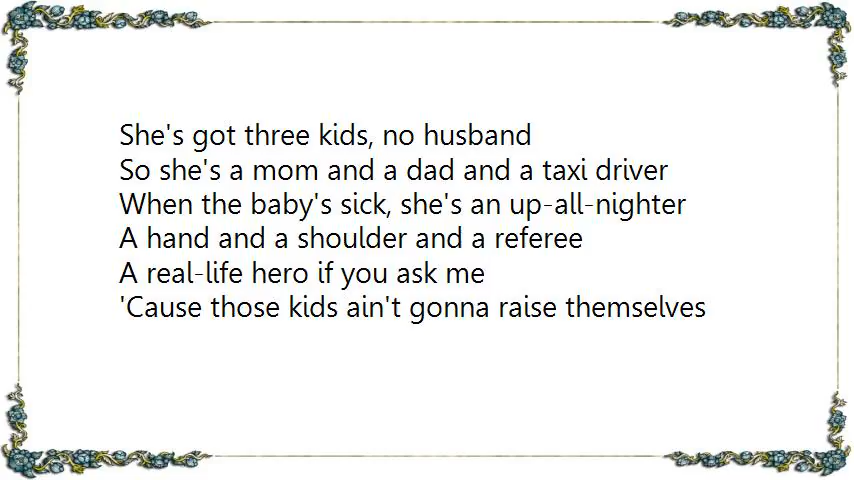 She's got three kids, no husband
So she's a mom and a dad and a taxi driver
When the baby's sick, she's an up-all-nighter
A hand and a shoulder and a referee
A real-life hero if you ask me
'Cause those kids ain't gonna raise themselves